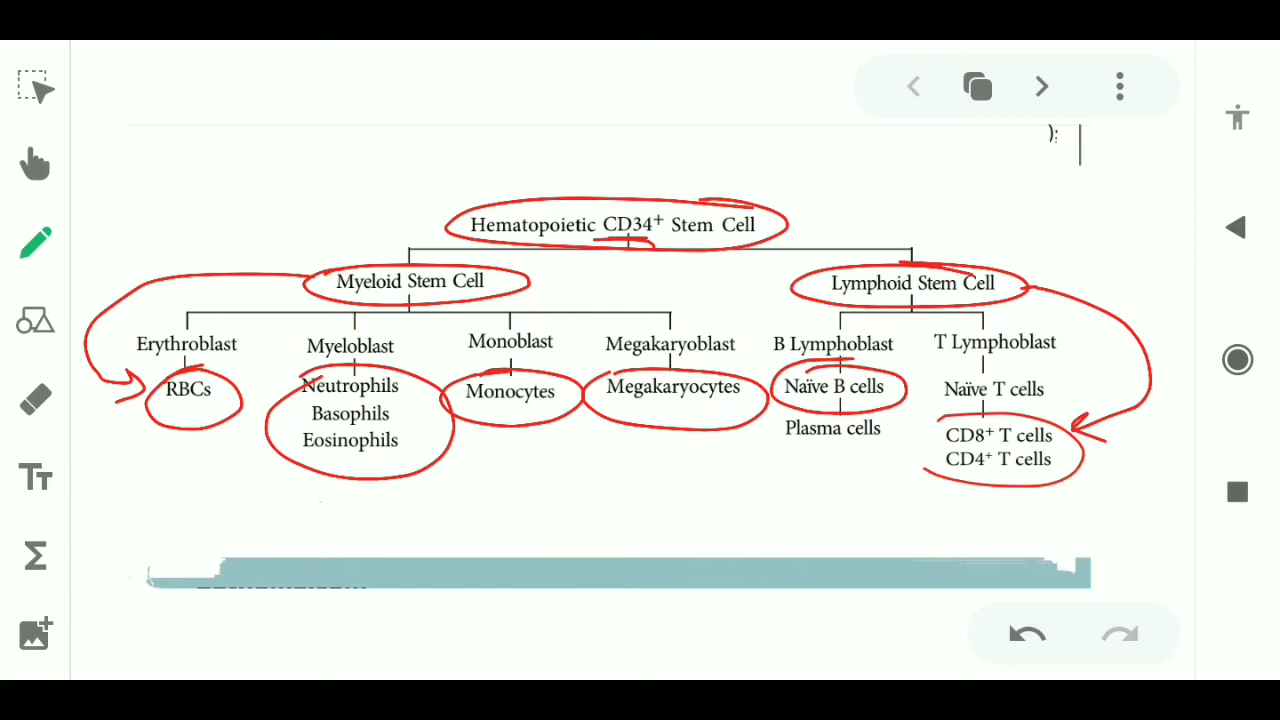 );
Hematopoietic CD34⁺ Stem Cell
Myeloid Stem Cell
Lymphoid Stem Cell
Erythroblast
Myeloblast
Monoblast
Megakaryoblast
B Lymphoblast
T Lymphoblast
RBCs
Neutrophils
Basophils
Eosinophils
Monocytes
Megakaryocytes
Naïve B cells
Plasma cells
Naïve T cells
CD8⁺ T cells
CD4⁺ T cells